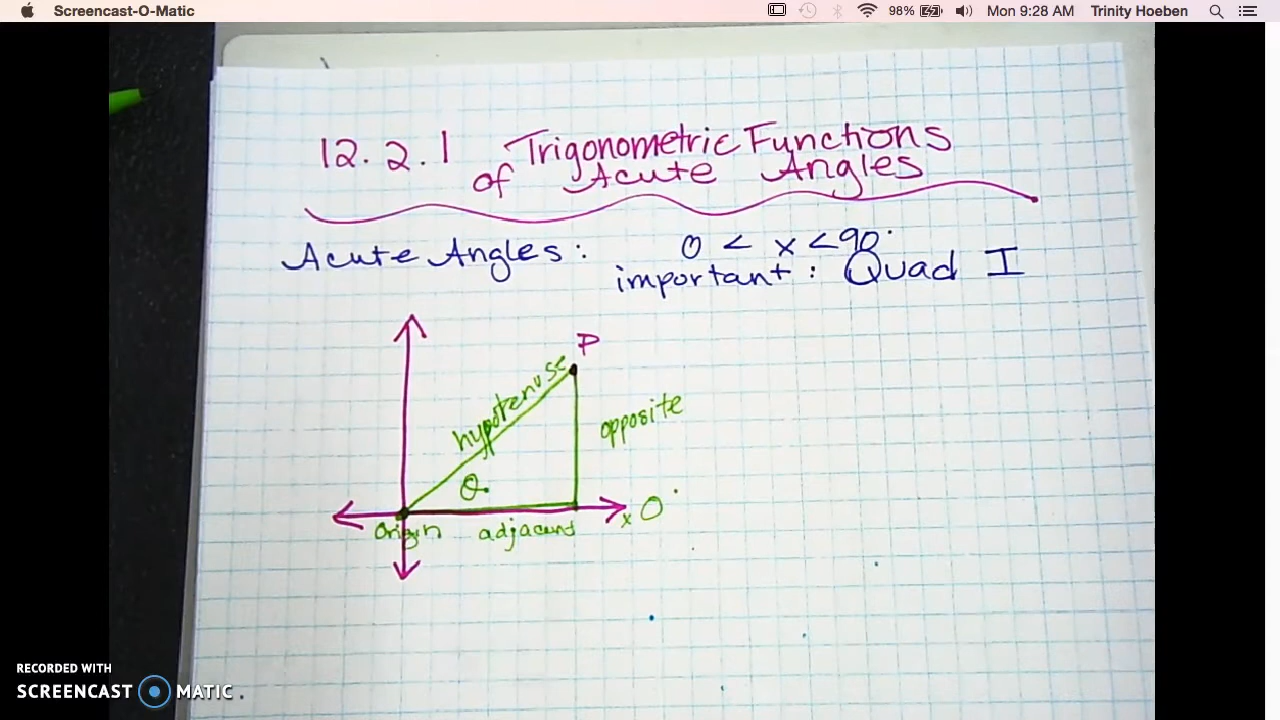 Screencast-O-Matic
98%
Mon 9:28 AM
Trinity Hoeben
12.2.1 Trigonometric Functions
of Acute Angles
Acute Angles: 0 < x < 90°
important: Quad I
P
hypotenuse
opposite
θ
x 0°
Origin
adjacent
RECORDED WITH
SCREENCAST MATIC